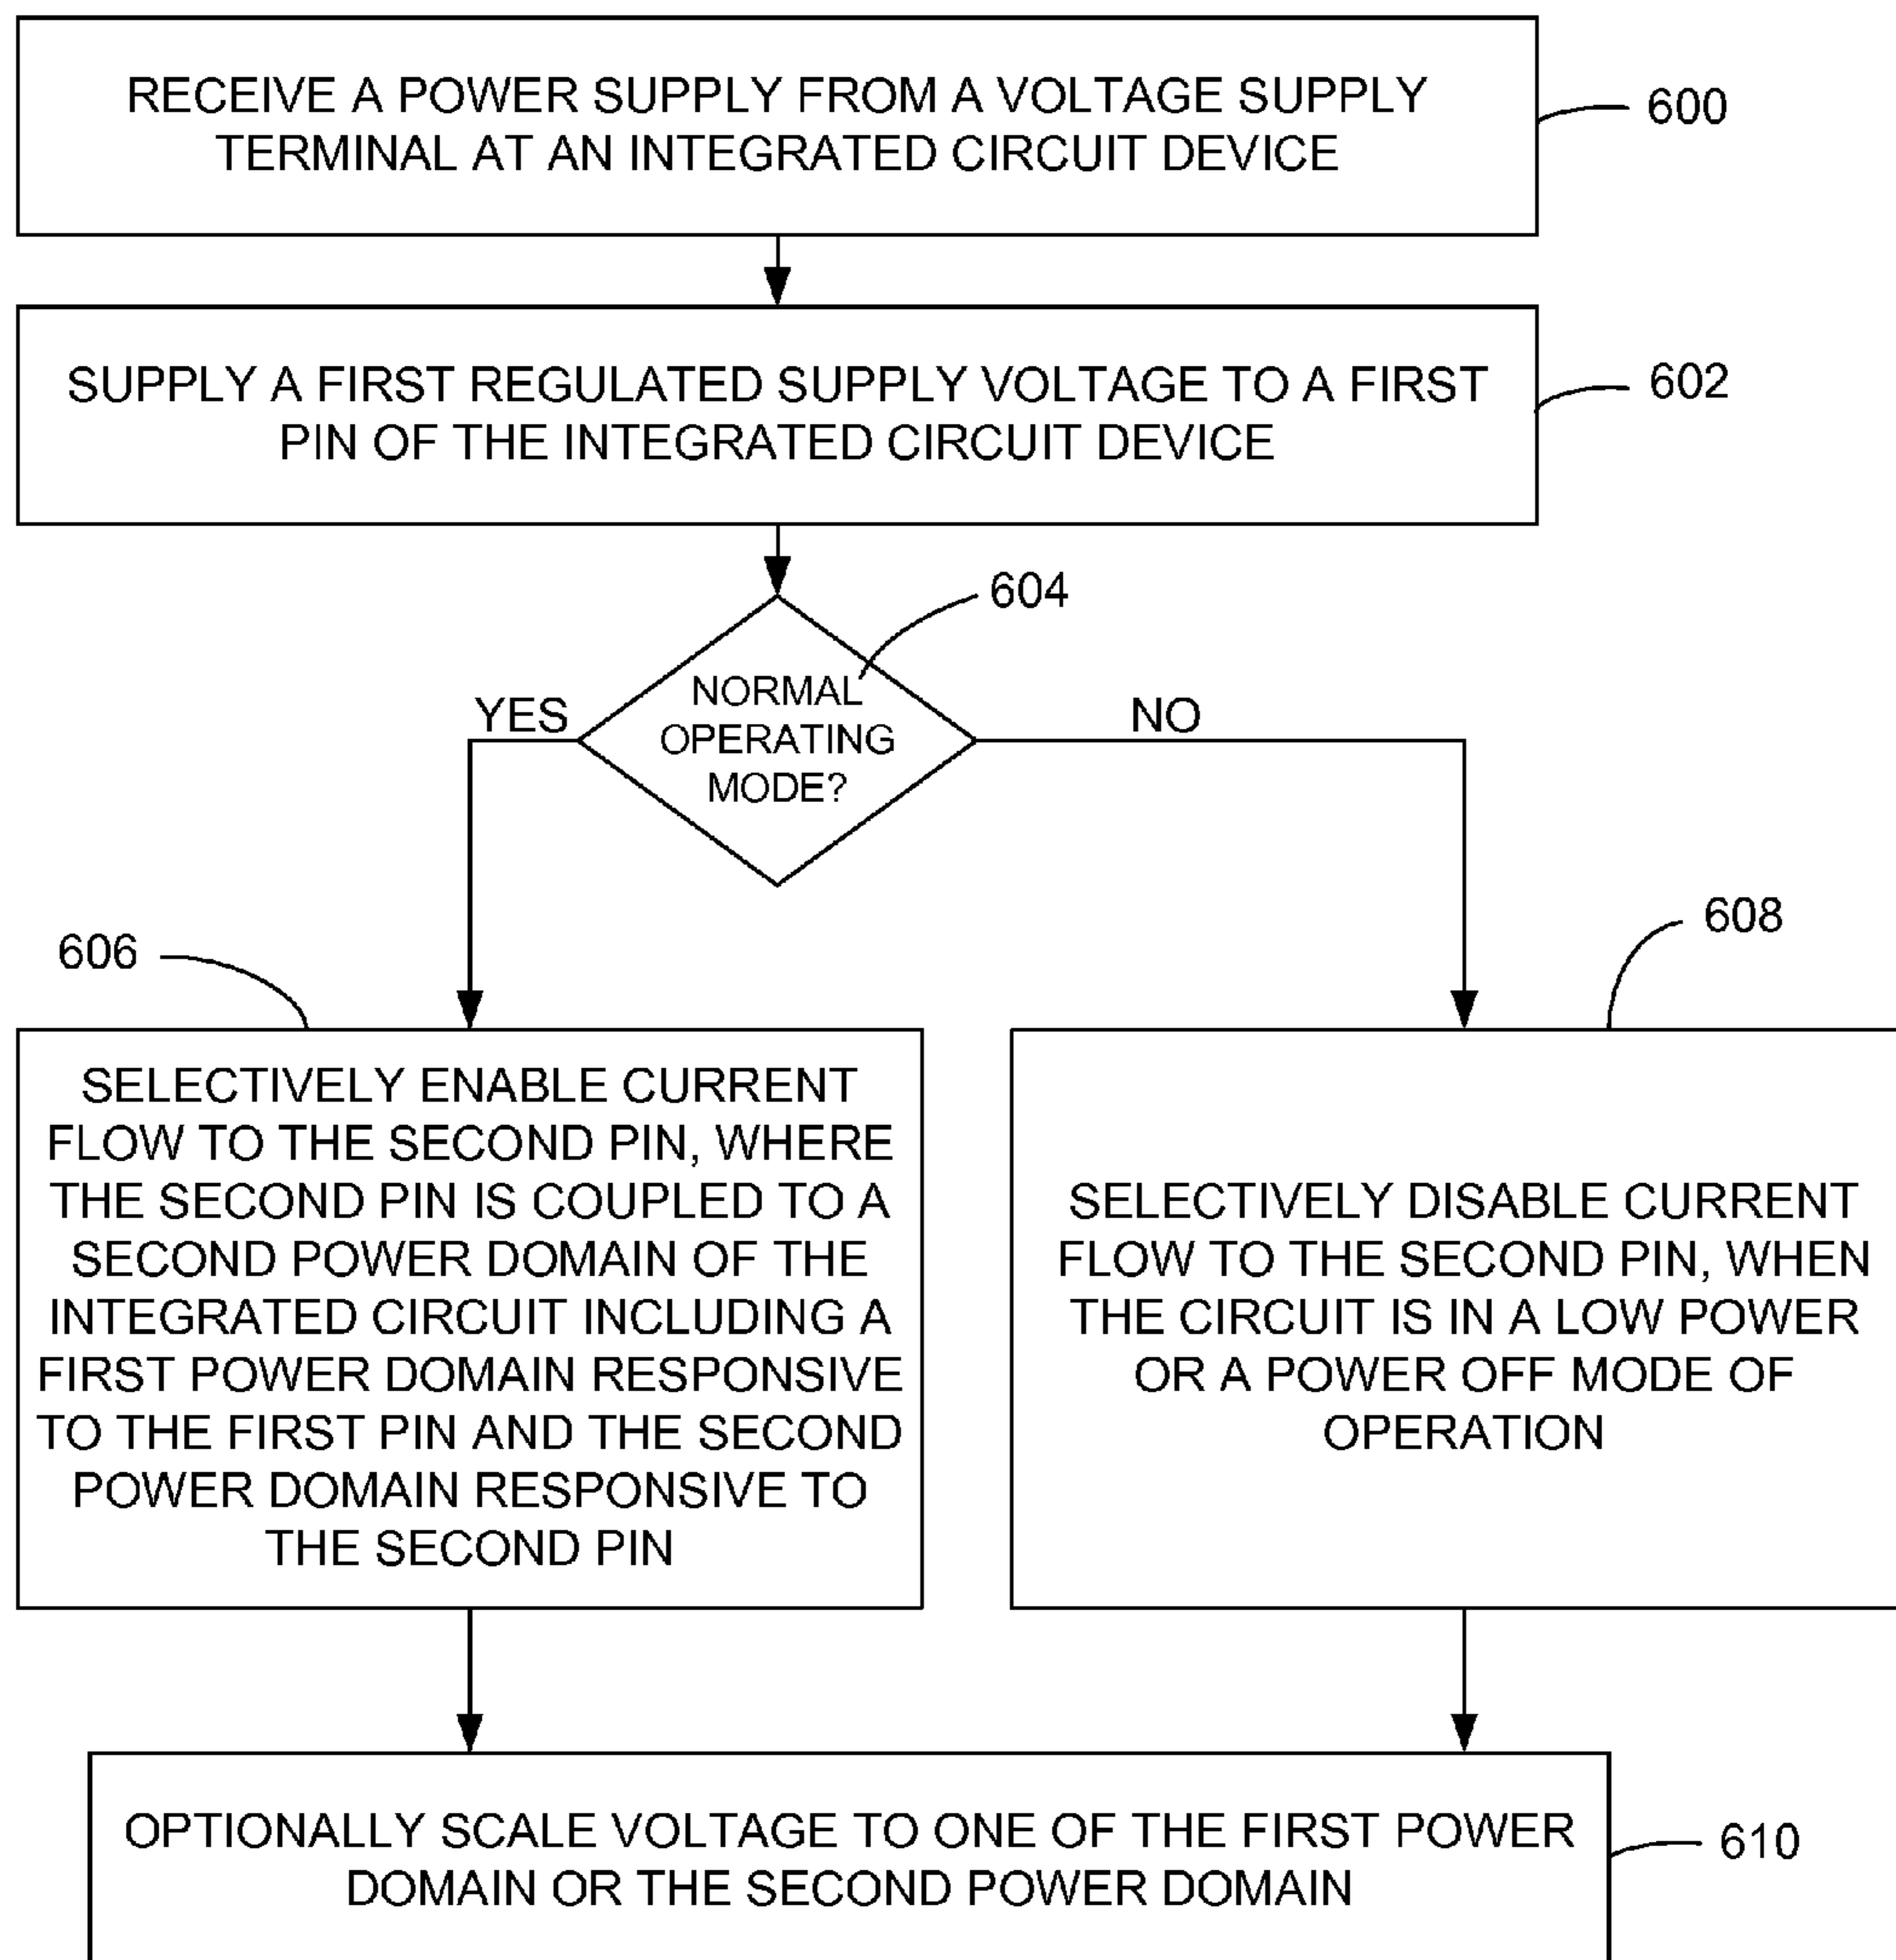 RECEIVE A POWER SUPPLY FROM A VOLTAGE SUPPLY
TERMINAL AT AN INTEGRATED CIRCUIT DEVICE
600
SUPPLY A FIRST REGULATED SUPPLY VOLTAGE TO A FIRST
PIN OF THE INTEGRATED CIRCUIT DEVICE
602
604
NORMAL
OPERATING
MODE?
YES
NO
606
608
SELECTIVELY ENABLE CURRENT
FLOW TO THE SECOND PIN, WHERE
THE SECOND PIN IS COUPLED TO A
SECOND POWER DOMAIN OF THE
INTEGRATED CIRCUIT INCLUDING A
FIRST POWER DOMAIN RESPONSIVE
TO THE FIRST PIN AND THE SECOND
POWER DOMAIN RESPONSIVE TO
THE SECOND PIN
SELECTIVELY DISABLE CURRENT
FLOW TO THE SECOND PIN, WHEN
THE CIRCUIT IS IN A LOW POWER
OR A POWER OFF MODE OF
OPERATION
OPTIONALLY SCALE VOLTAGE TO ONE OF THE FIRST POWER
DOMAIN OR THE SECOND POWER DOMAIN
610